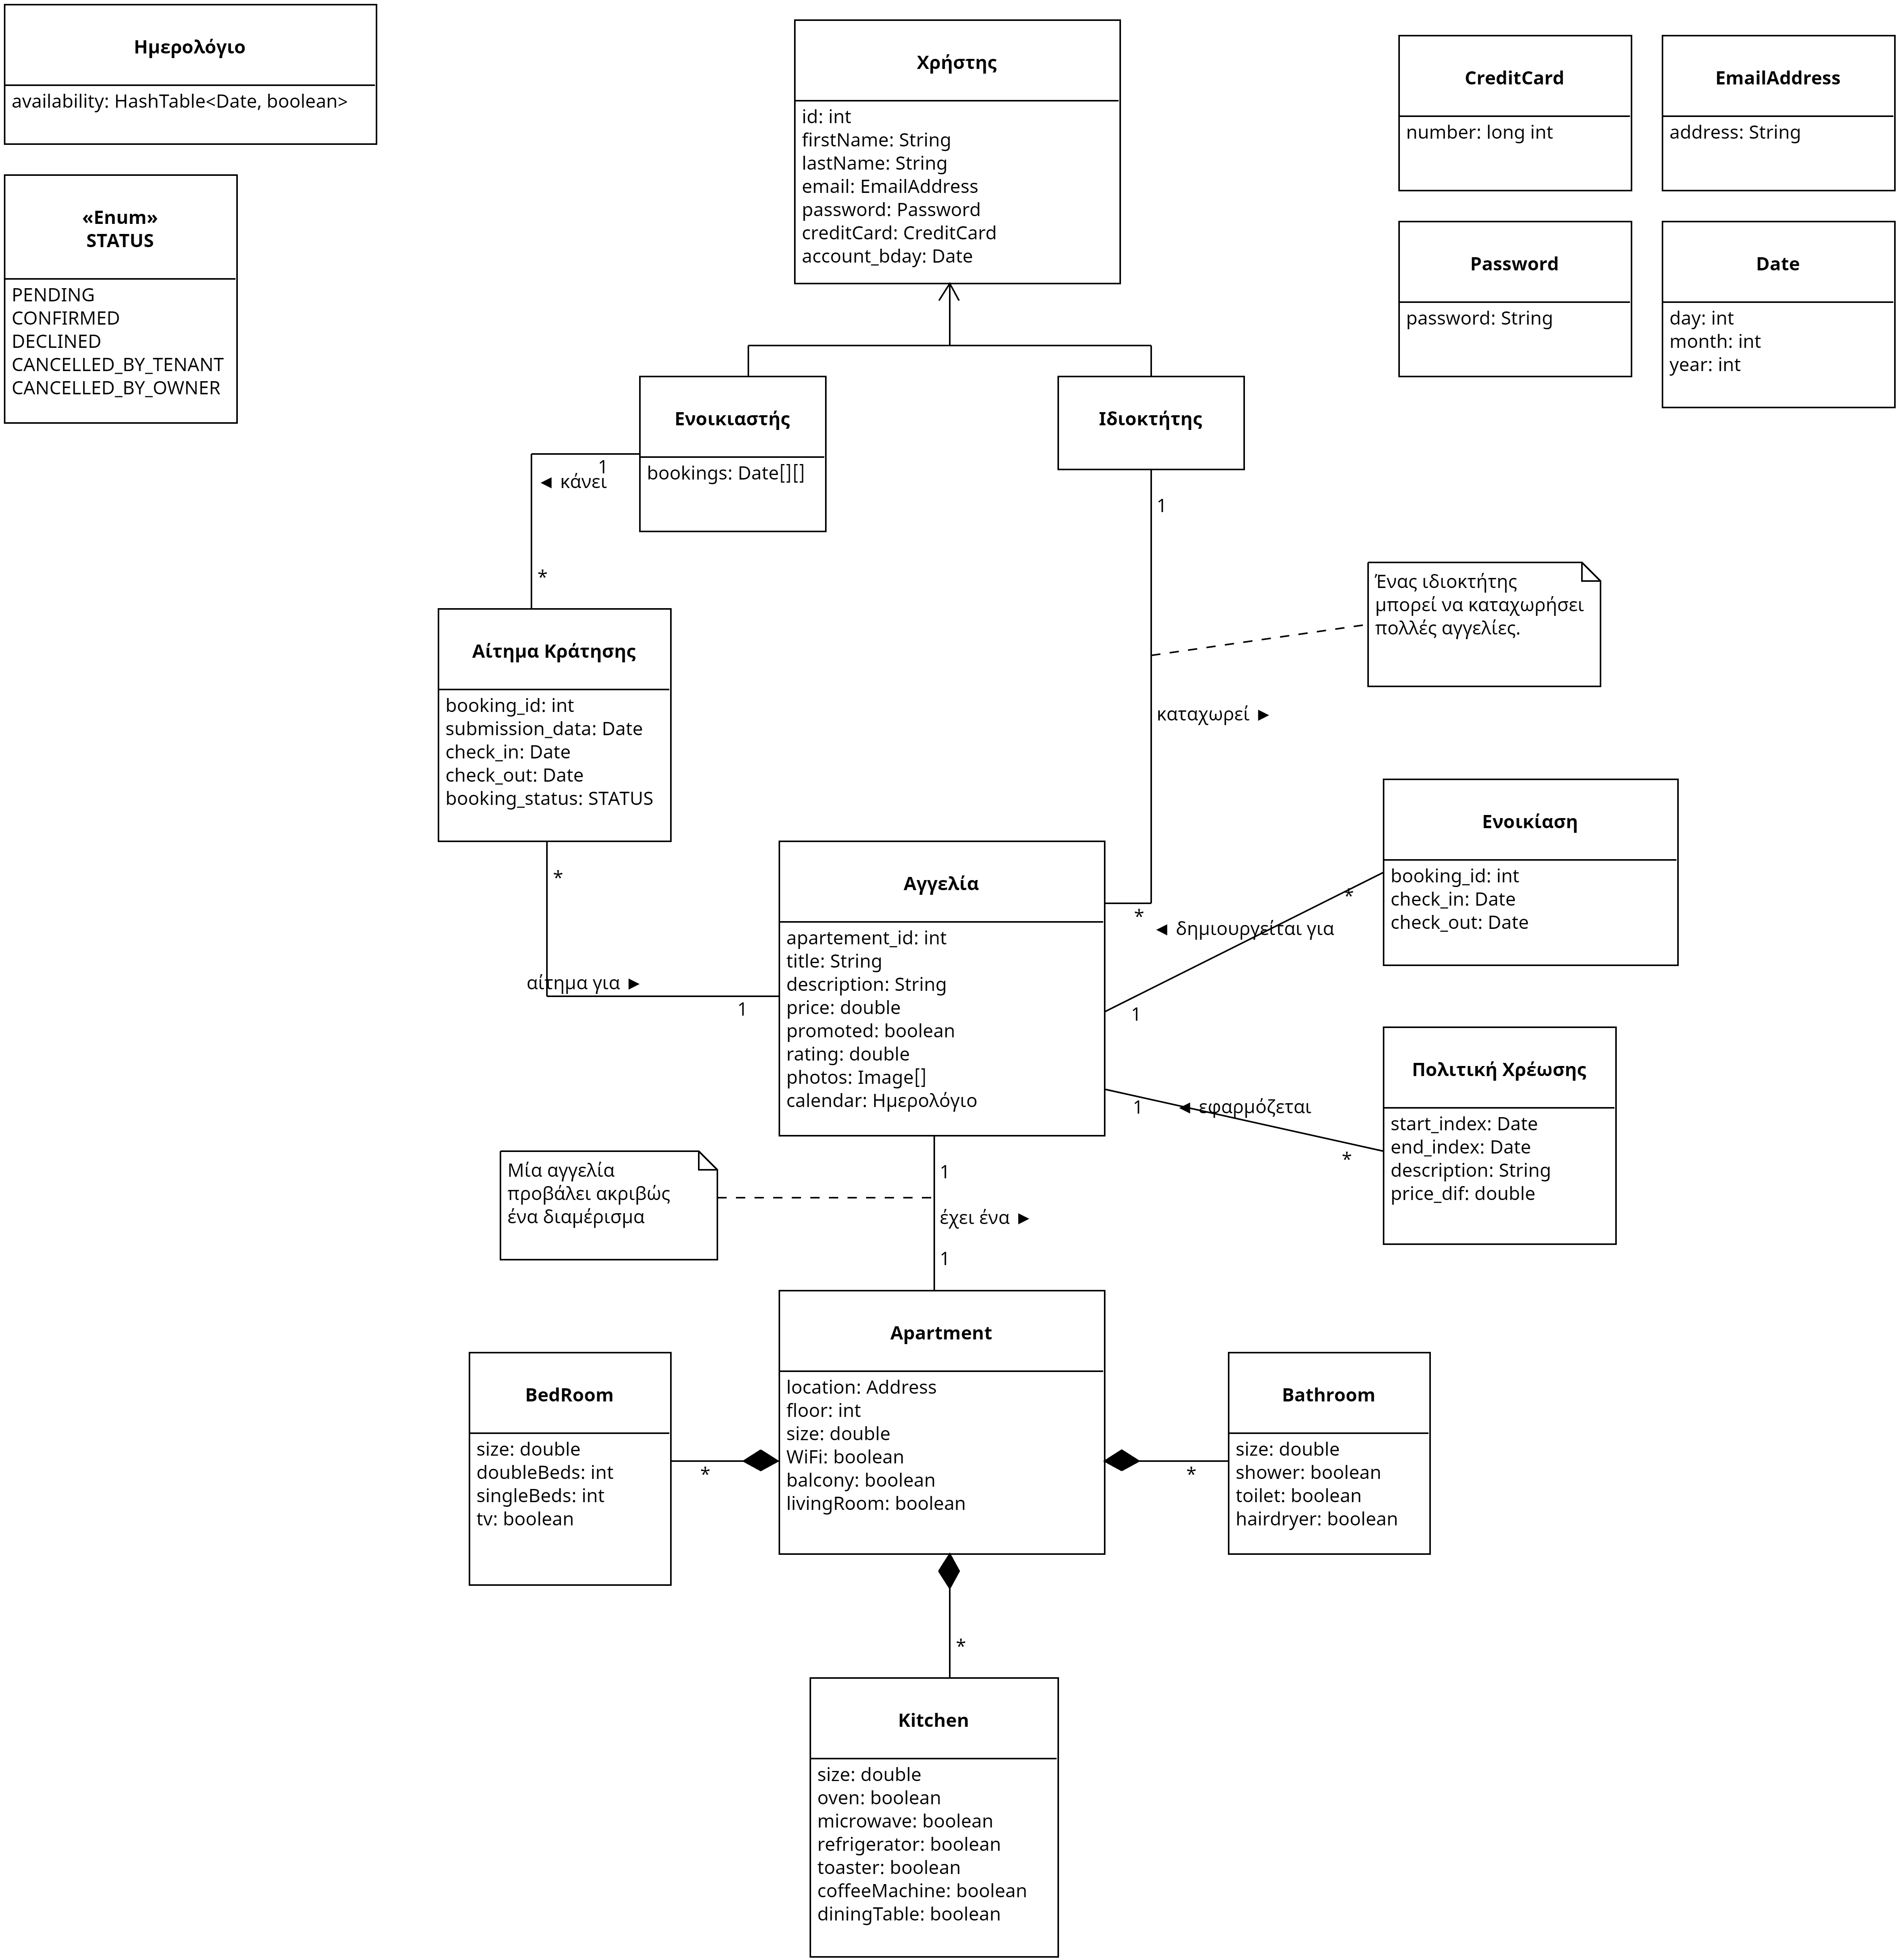 Ημερολόγιο
availability: HashTable<Date, boolean>
«Enum»
STATUS
PENDING
CONFIRMED
DECLINED
CANCELLED_BY_TENANT
CANCELLED_BY_OWNER
Χρήστης
id: int
firstName: String
lastName: String
email: EmailAddress
password: Password
creditCard: CreditCard
account_bday: Date
CreditCard
number: long int
EmailAddress
address: String
Password
password: String
Date
day: int
month: int
year: int
Ενοικιαστής
bookings: Date[][]
Ιδιοκτήτης
1
◄ κάνει
*
1
Ένας ιδιοκτήτης
μπορεί να καταχωρήσει
πολλές αγγελίες.
καταχωρεί ►
*
Αίτημα Κράτησης
booking_id: int
submission_data: Date
check_in: Date
check_out: Date
booking_status: STATUS
*
αίτημα για ►
1
Αγγελία
apartement_id: int
title: String
description: String
price: double
promoted: boolean
rating: double
photos: Image[]
calendar: Ημερολόγιο
Ενοικίαση
booking_id: int
check_in: Date
check_out: Date
*
◄ δημιουργείται για
1
Πολιτική Χρέωσης
start_index: Date
end_index: Date
description: String
price_dif: double
1
◄ εφαρμόζεται
*
Μία αγγελία
προβάλει ακριβώς
ένα διαμέρισμα
1
έχει ένα ►
1
Apartment
location: Address
floor: int
size: double
WiFi: boolean
balcony: boolean
livingRoom: boolean
BedRoom
size: double
doubleBeds: int
singleBeds: int
tv: boolean
*
Bathroom
size: double
shower: boolean
toilet: boolean
hairdryer: boolean
*
*
Kitchen
size: double
oven: boolean
microwave: boolean
refrigerator: boolean
toaster: boolean
coffeeMachine: boolean
diningTable: boolean